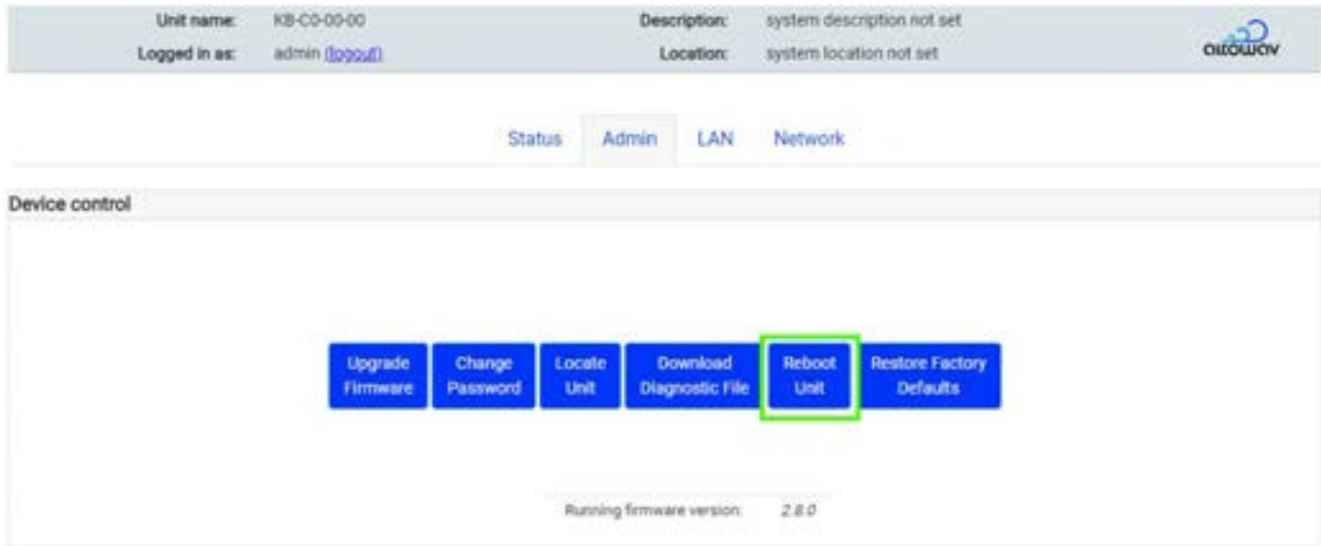 Unit name: KB-C0-00-00 Description: system description not set
Logged in as: admin (logout) Location: system location not set
altowav
Status Admin LAN Network
Device control
Upgrade Firmware
Change Password
Locate Unit
Download Diagnostic File
Reboot Unit
Restore Factory Defaults
Running firmware version: 2.8.0